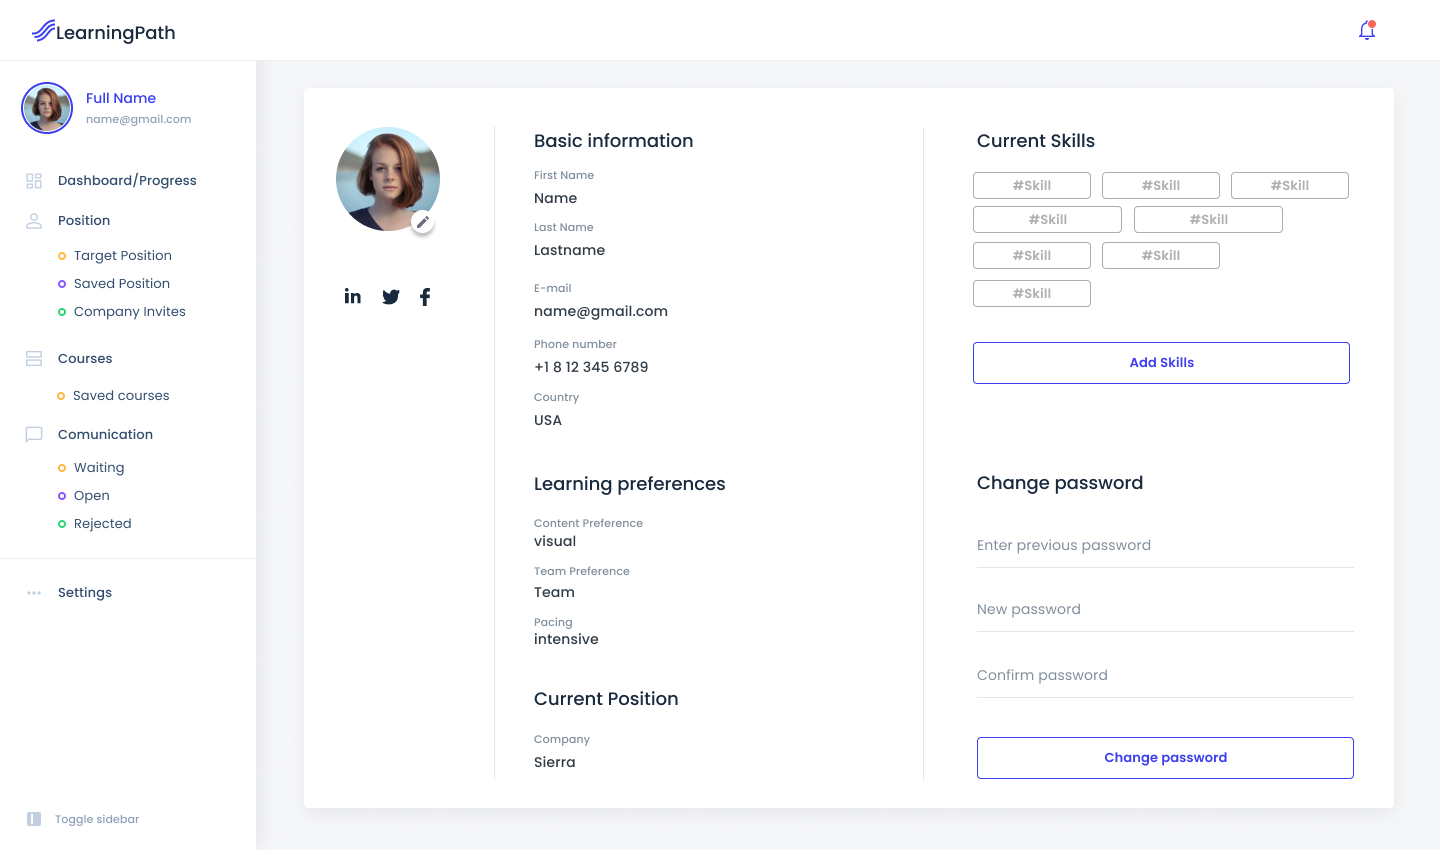 LearningPath
Full Name
name@gmail.com
Dashboard/Progress
Position
Target Position
Saved Position
Company Invites
Courses
Saved courses
Comunication
Waiting
Open
Rejected
Settings
Toggle sidebar
in
Basic information
First Name
Name
Last Name
Lastname
E-mail
name@gmail.com
Phone number
+1 8 12 345 6789
Country
USA
Learning preferences
Content Preference
visual
Team Preference
Team
Pacing
intensive
Current Position
Company
Sierra
Current Skills
#Skill #Skill #Skill
#Skill #Skill
#Skill #Skill
#Skill
Add Skills
Change password
Enter previous password
New password
Confirm password
Change password